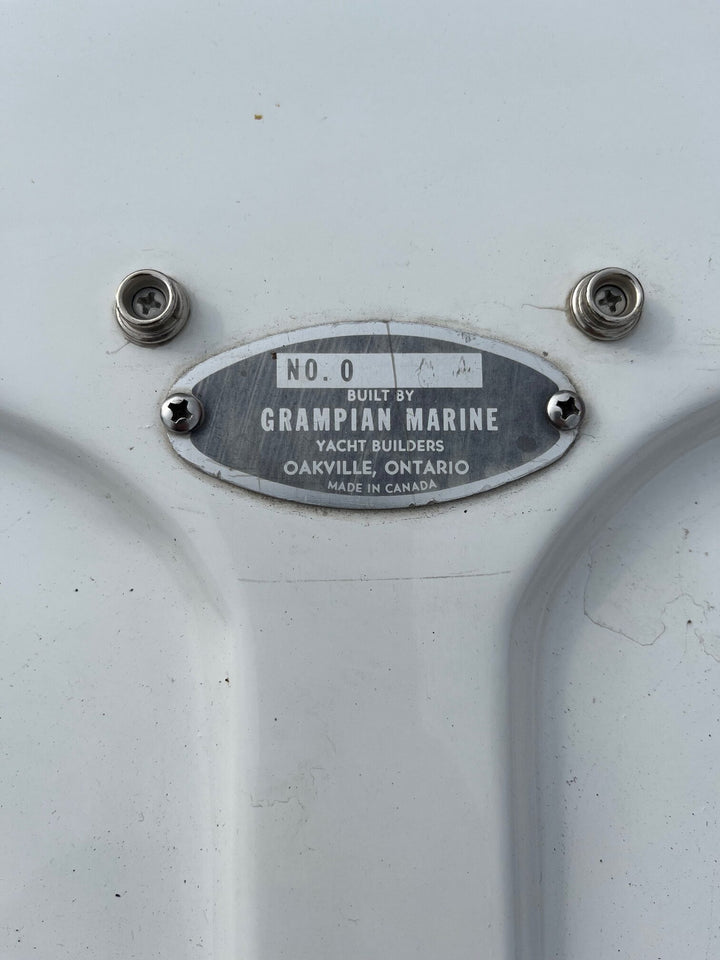 NO. 0
BUILT BY
GRAMPIAN MARINE
YACHT BUILDERS
OAKVILLE, ONTARIO
MADE IN CANADA